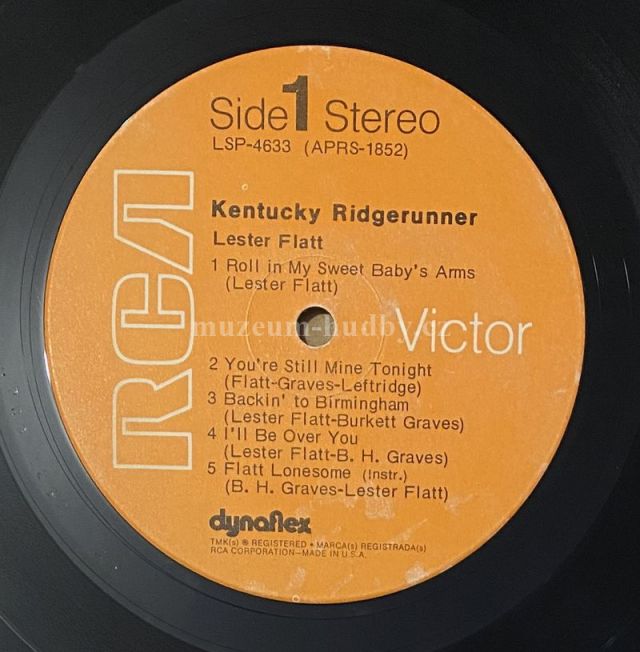 Side 1 Stereo
LSP-4633 (APRS-1852)
RCA
Kentucky Ridgerunner
Lester Flatt
1 Roll in My Sweet Baby's Arms
(Lester Flatt)
muzeum-hudby.cz
Victor
2 You're Still Mine Tonight
(Flatt-Graves-Leftridge)
3 Backin' to Birmingham
(Lester Flatt-Burkett Graves)
4 I'll Be Over You
(Lester Flatt-B. H. Graves)
5 Flatt Lonesome (Instr.)
(B. H. Graves-Lester Flatt)
dynaflex
TMK(s) ® REGISTERED • MARCA(s) REGISTRADA(s)
RCA CORPORATION–MADE IN U.S.A.